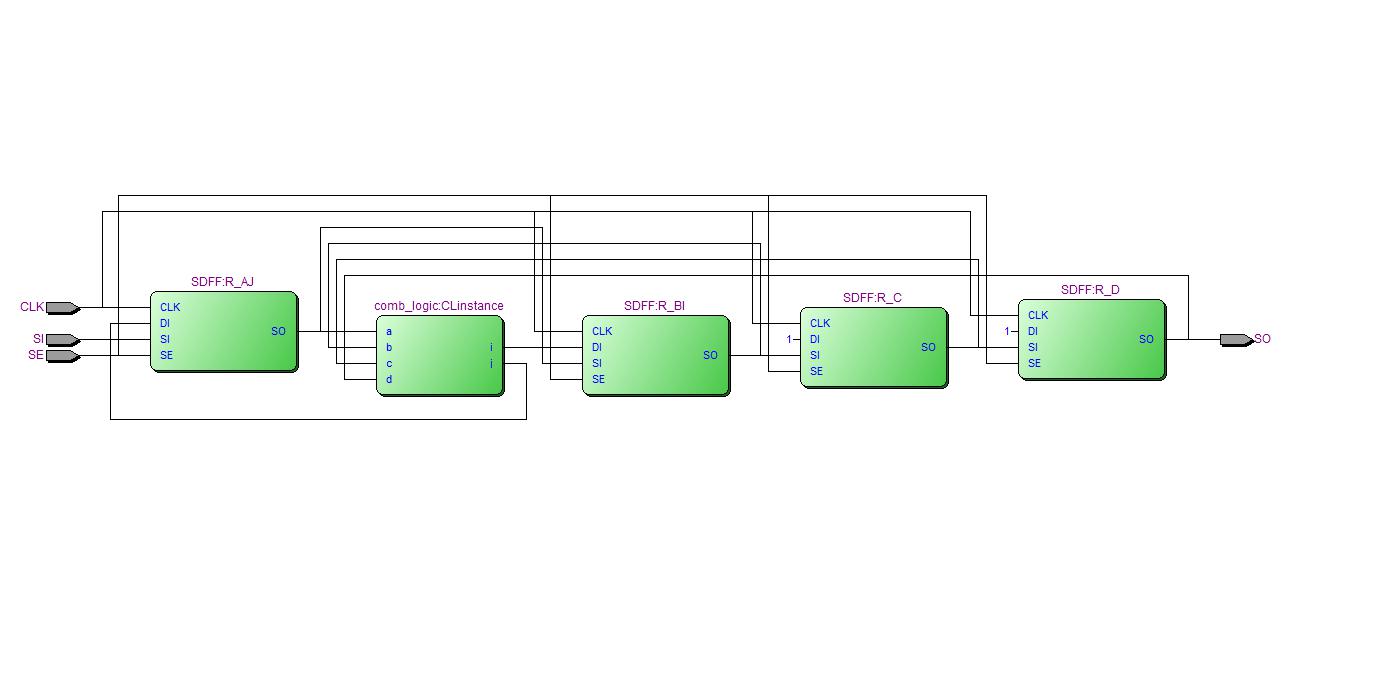 SDFF:R_AJ
CLK
DI
SI
SE
SO
comb_logic:CLinstance
a
b
c
d
i
j
SDFF:R_BI
CLK
DI
SI
SE
SO
SDFF:R_C
CLK
1
DI
SI
SE
SO
SDFF:R_D
CLK
1
DI
SI
SE
SO
CLK
SI
SE
SO